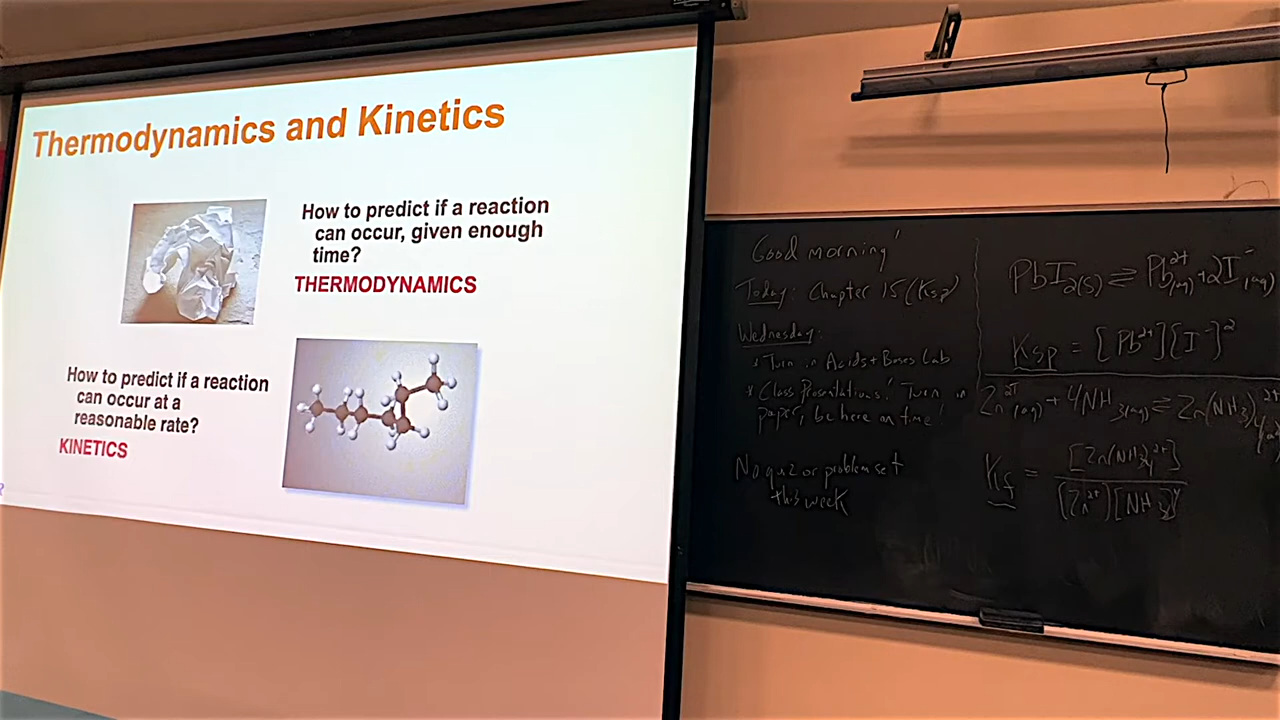 Thermodynamics and Kinetics
How to predict if a reaction
can occur, given enough
time?
THERMODYNAMICS
How to predict if a reaction
can occur at a
reasonable rate?
KINETICS
Good morning!
Today: Chapter 15 (Ksp)
Wednesday:
* Turn in Acids + Bases Lab
* Class Presentations! Turn in
paper, be here on time!
No quiz or problem set
this week
PbI₂(s) ⇌ Pb²⁺(aq) + 2I⁻(aq)
Ksp = [Pb²⁺][I⁻]²
Zn²⁺(aq) + 4NH₃(aq) ⇌ Zn(NH₃)₄²⁺
Kf = [Zn(NH₃)₄²⁺]
[Zn²⁺][NH₃]⁴